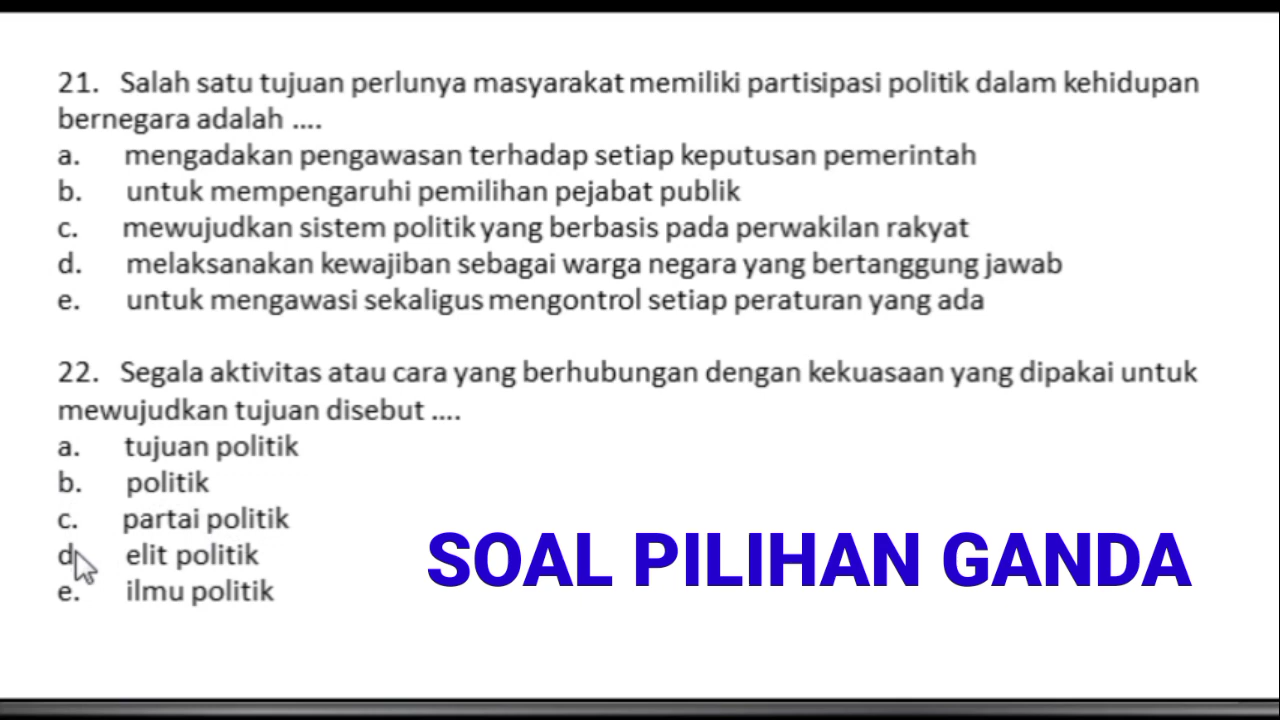 21. Salah satu tujuan perlunya masyarakat memiliki partisipasi politik dalam kehidupan
bernegara adalah ....
a. mengadakan pengawasan terhadap setiap keputusan pemerintah
b. untuk mempengaruhi pemilihan pejabat publik
c. mewujudkan sistem politik yang berbasis pada perwakilan rakyat
d. melaksanakan kewajiban sebagai warga negara yang bertanggung jawab
e. untuk mengawasi sekaligus mengontrol setiap peraturan yang ada
22. Segala aktivitas atau cara yang berhubungan dengan kekuasaan yang dipakai untuk
mewujudkan tujuan disebut ....
a. tujuan politik
b. politik
c. partai politik
d. elit politik
e. ilmu politik
SOAL PILIHAN GANDA